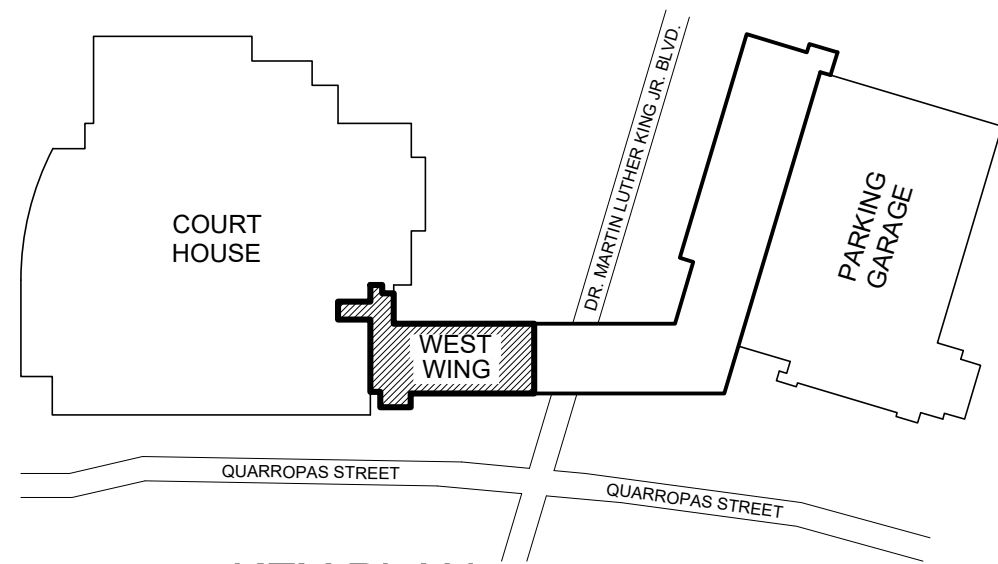 COURT
HOUSE
DR. MARTIN LUTHER KING JR. BLVD.
PARKING
GARAGE
WEST
WING
QUARROPAS STREET
QUARROPAS STREET